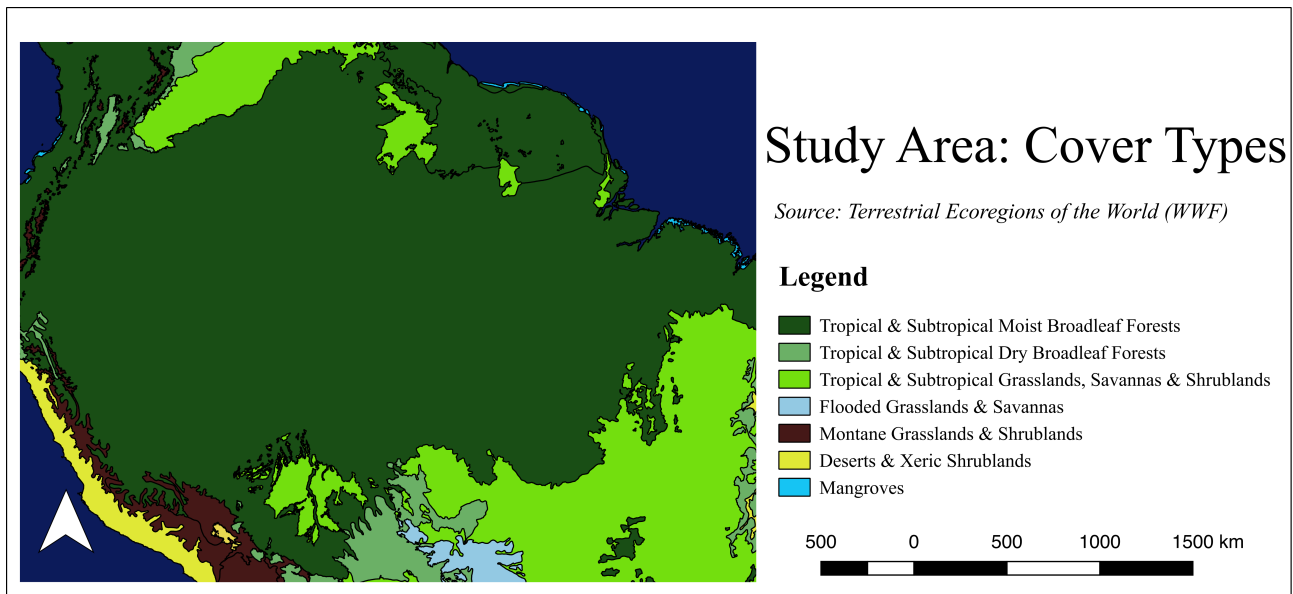 Study Area: Cover Types
Source: Terrestrial Ecoregions of the World (WWF)
Legend
Tropical & Subtropical Moist Broadleaf Forests
Tropical & Subtropical Dry Broadleaf Forests
Tropical & Subtropical Grasslands, Savannas & Shrublands
Flooded Grasslands & Savannas
Montane Grasslands & Shrublands
Deserts & Xeric Shrublands
Mangroves
500 0 500 1000 1500 km